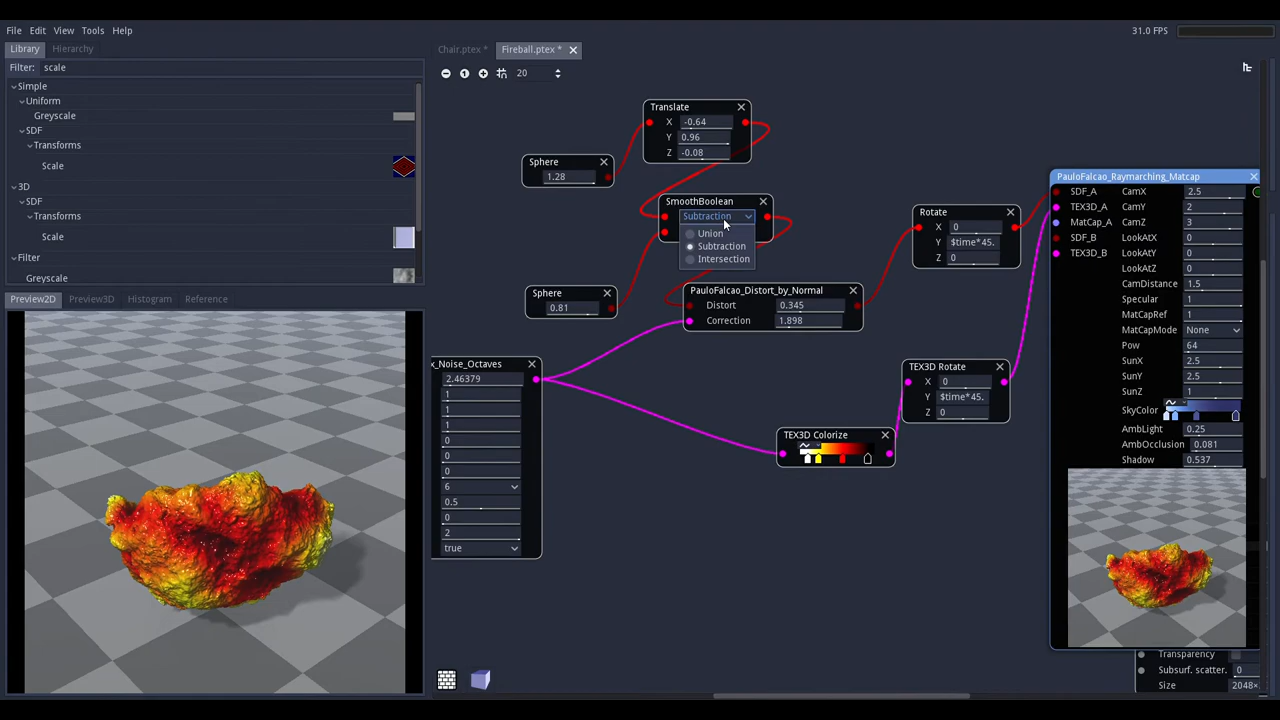 File Edit View Tools Help
31.0 FPS
Library Hierarchy
Chair.ptex * Fireball.ptex *
Filter: scale
20
Simple
Uniform
Greyscale
SDF
Transforms
Scale
3D
SDF
Transforms
Scale
Filter
Greyscale
Preview2D Preview3D Histogram Reference
Translate
X -0.64
Y 0.96
Z -0.08
Sphere
1.28
SmoothBoolean
Subtraction
Union
Subtraction
Intersection
Sphere
0.81
PauloFalcao_Distort_by_Normal
Distort 0.345
Correction 1.898
Rotate
X 0
Y $time*45.
Z 0
x_Noise_Octaves
2.46379
1
1
1
0
0
0
6
0.5
0
2
true
TEX3D Rotate
X 0
Y $time*45.
Z 0
TEX3D Colorize
PauloFalcao_Raymarching_Matcap
SDF_A CamX 2.5
TEX3D_A CamY 2
MatCap_A CamZ 3
SDF_B LookAtX 0
TEX3D_B LookAtY 0
LookAtZ 0
CamDistance 1.5
Specular 1
MatCapRef 1
MatCapMode None
Pow 64
SunX 2.5
SunY 2.5
SunZ 1
SkyColor
AmbLight 0.25
AmbOcclusion 0.081
Shadow 0.537
Transparency
Subsurf. scatter. 0
Size 2048×